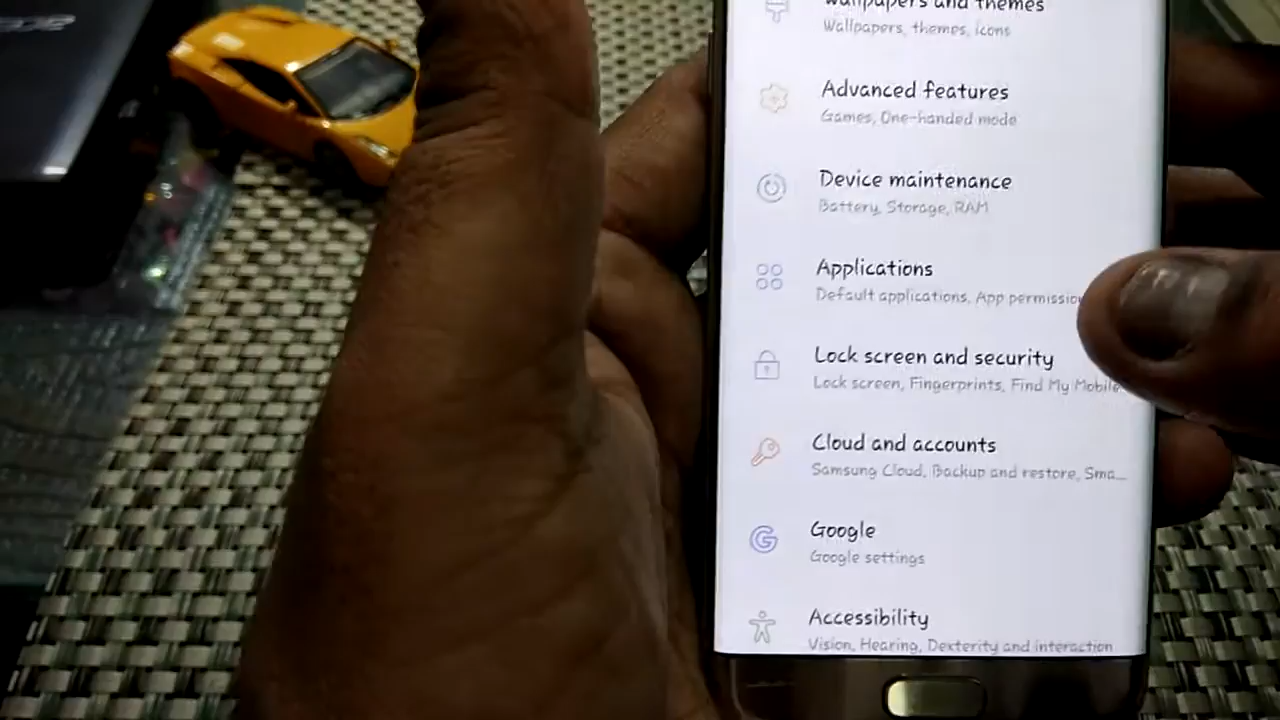 Wallpapers and themes
Wallpapers, themes, icons
Advanced features
Games, One-handed mode
Device maintenance
Battery, Storage, RAM
Applications
Default applications, App permissio
Lock screen and security
Lock screen, Fingerprints, Find My Mobile
Cloud and accounts
Samsung Cloud, Backup and restore, Sma...
Google
Google settings
Accessibility
Vision, Hearing, Dexterity and interaction